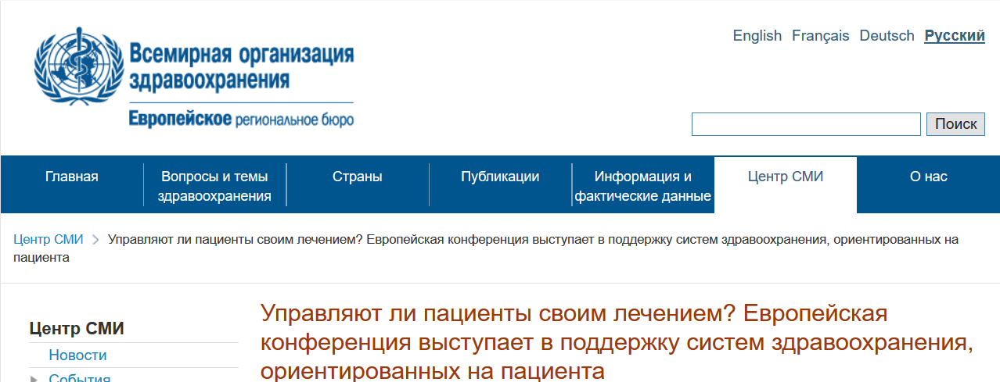 Всемирная организация
здравоохранения
Европейское региональное бюро
English Français Deutsch Русский
Поиск
Главная
Вопросы и темы
здравоохранения
Страны
Публикации
Информация и
фактические данные
Центр СМИ
О нас
Центр СМИ Управляют ли пациенты своим лечением? Европейская конференция выступает в поддержку систем здравоохранения, ориентированных на
пациента
Центр СМИ
Новости
События
Управляют ли пациенты своим лечением? Европейская
конференция выступает в поддержку систем здравоохранения,
ориентированных на пациента